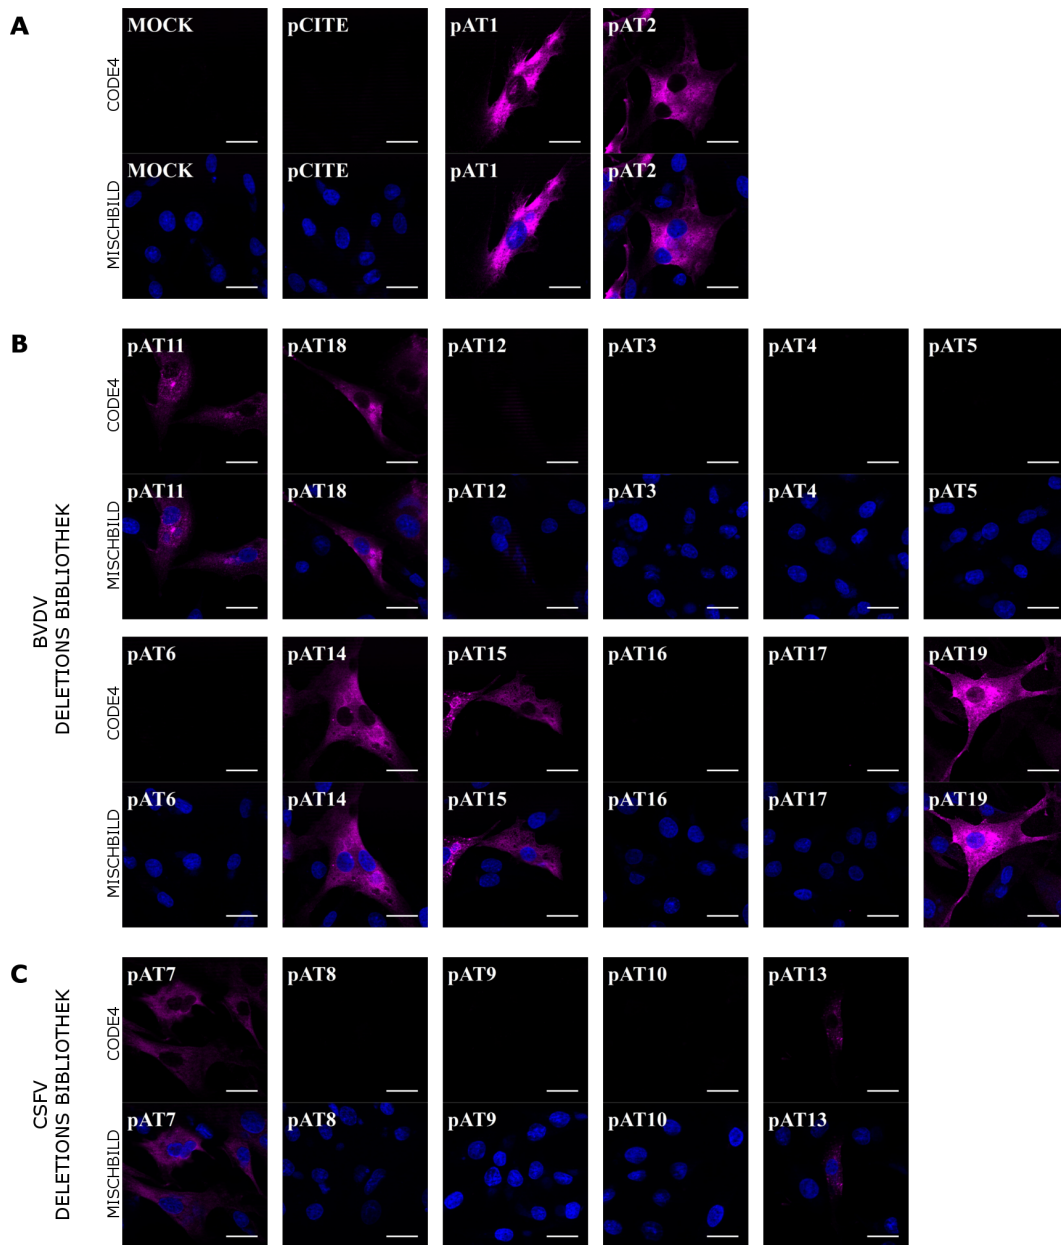 A
CODE4
MOCK
pCITE
pAT1
pAT2
MISCHBILD
MOCK
pCITE
pAT1
pAT2
B
BVDV
DELETIONS BIBLIOTHEK
CODE4
pAT11
pAT18
pAT12
pAT3
pAT4
pAT5
MISCHBILD
pAT11
pAT18
pAT12
pAT3
pAT4
pAT5
CODE4
pAT6
pAT14
pAT15
pAT16
pAT17
pAT19
MISCHBILD
pAT6
pAT14
pAT15
pAT16
pAT17
pAT19
C
CSFV
DELETIONS BIBLIOTHEK
CODE4
pAT7
pAT8
pAT9
pAT10
pAT13
MISCHBILD
pAT7
pAT8
pAT9
pAT10
pAT13